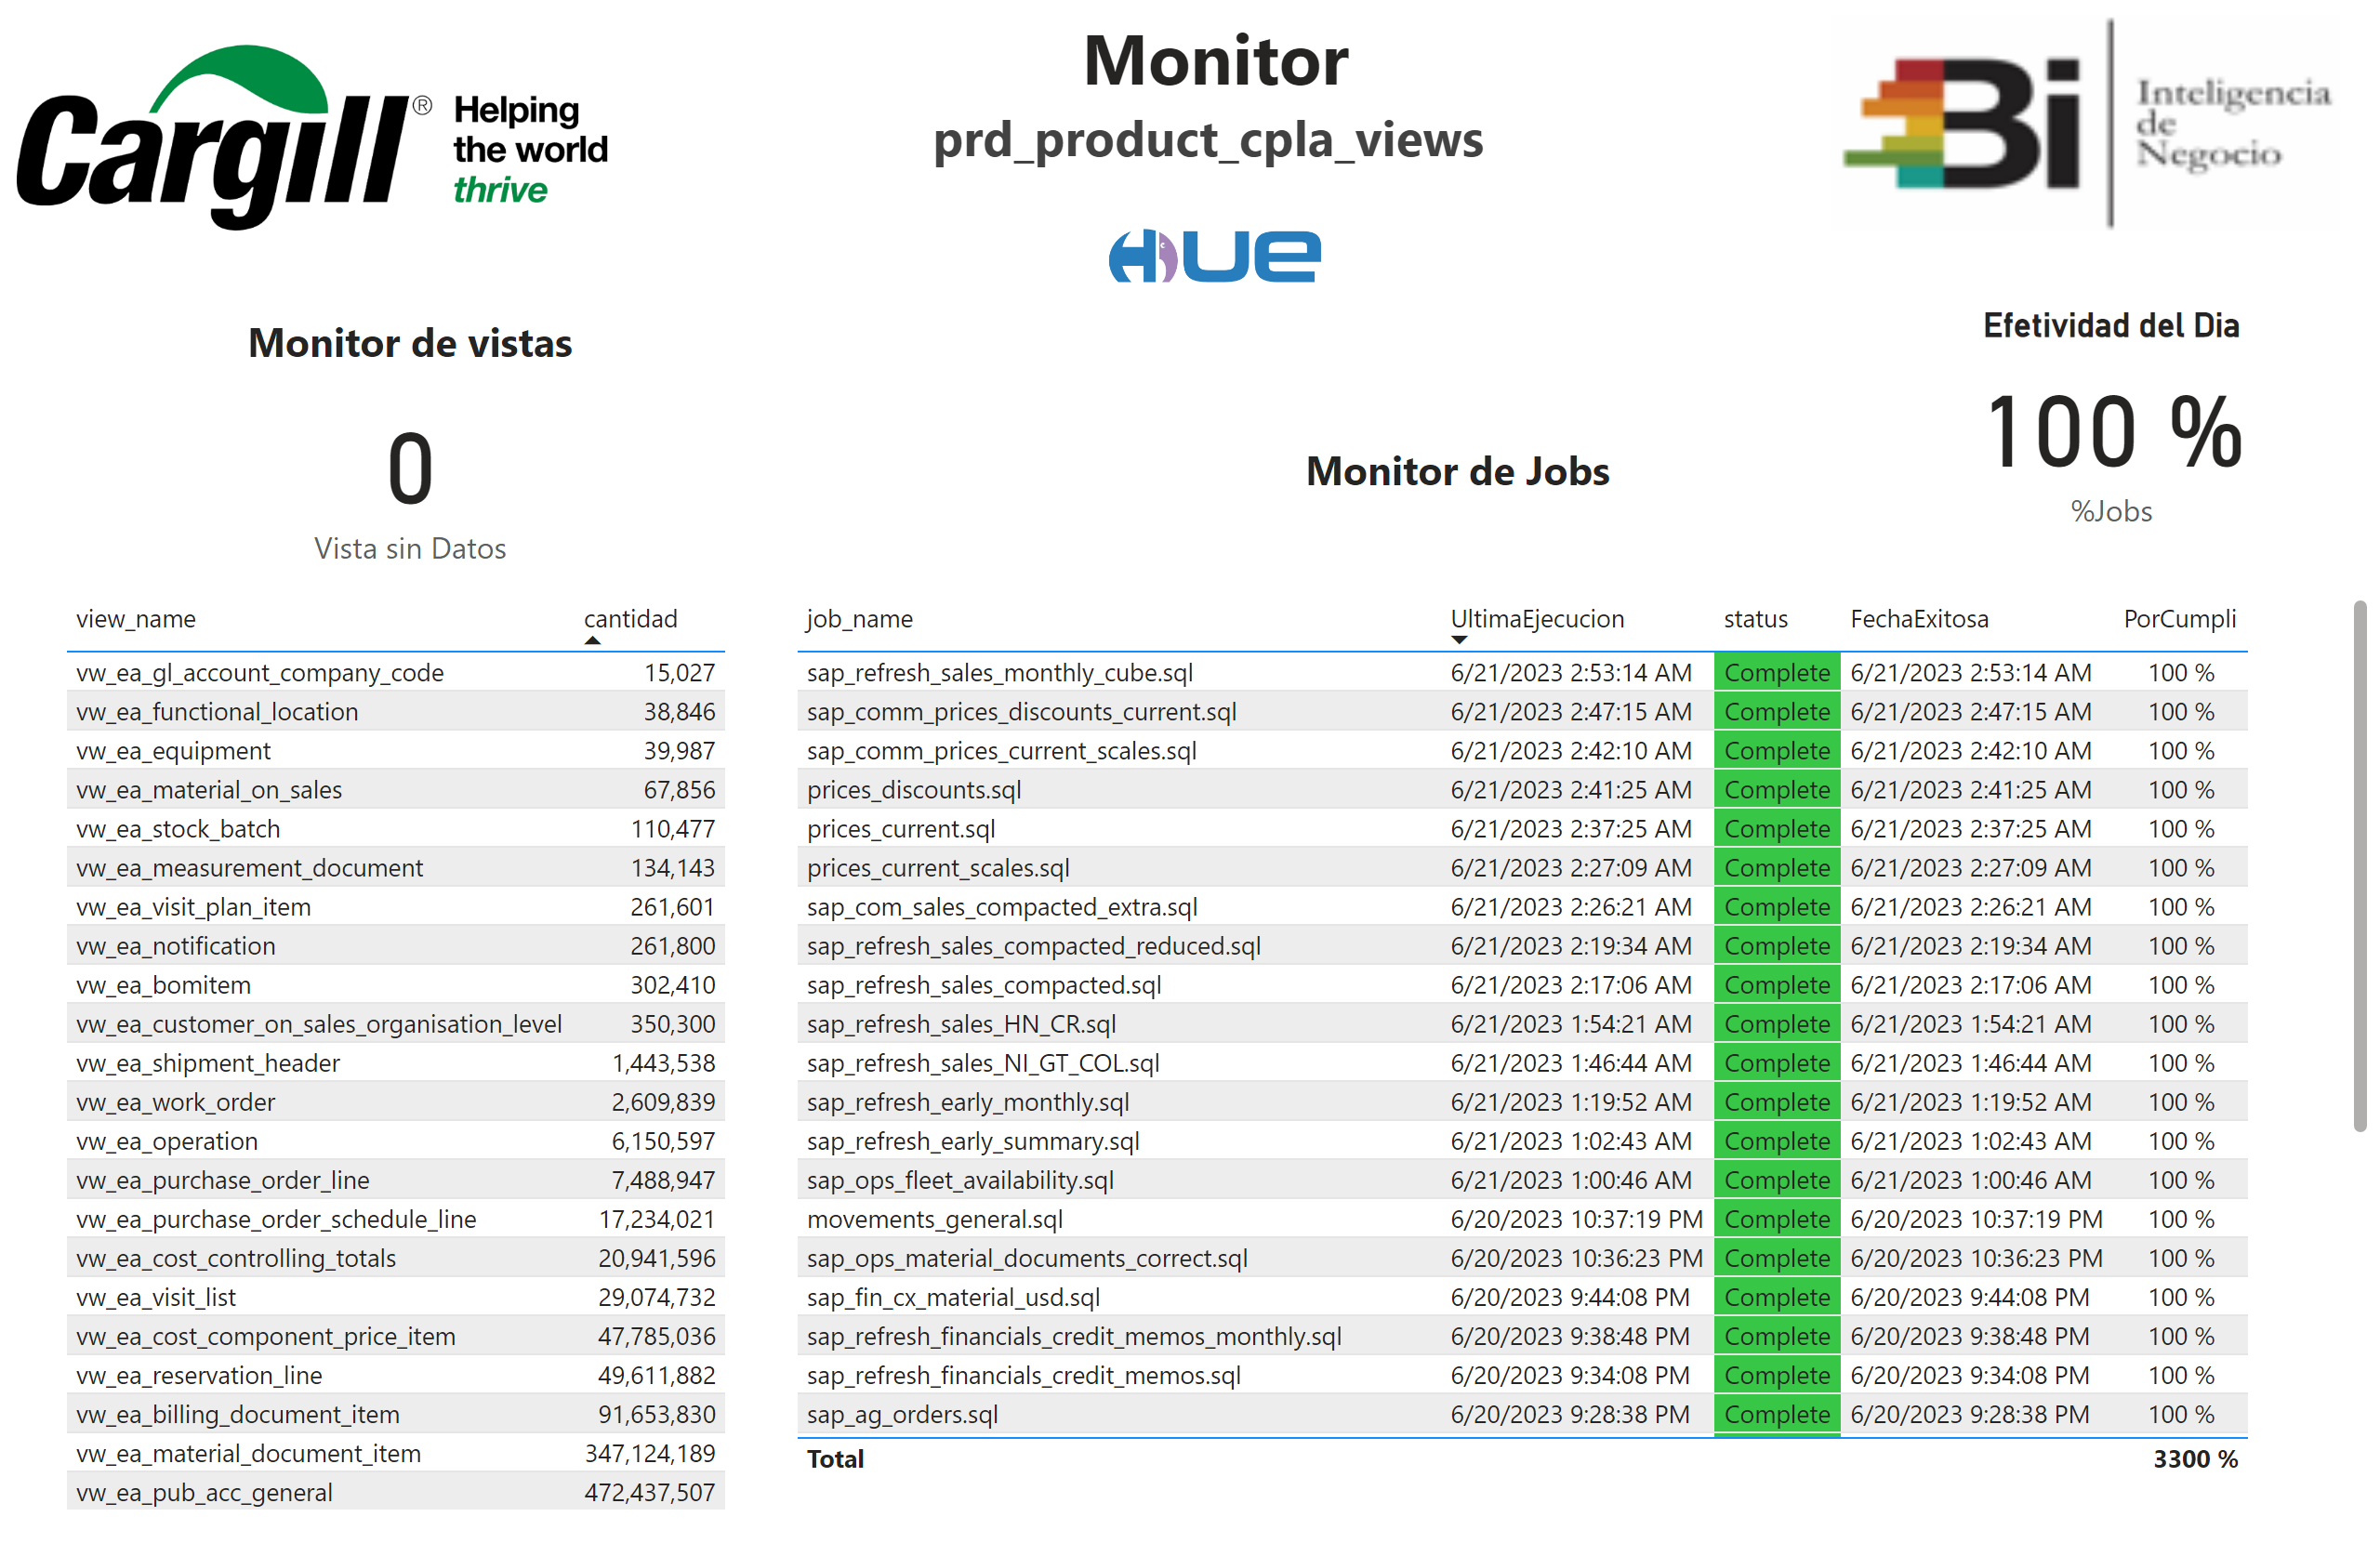 Cargill® Helping
the world
thrive
Monitor
prd_product_cpla_views
HUE
Bi Inteligencia
de
Negocio
Monitor de vistas
0
Vista sin Datos
Monitor de Jobs
Efetividad del Dia
100 %
%Jobs
view_name cantidad
vw_ea_gl_account_company_code 15,027
vw_ea_functional_location 38,846
vw_ea_equipment 39,987
vw_ea_material_on_sales 67,856
vw_ea_stock_batch 110,477
vw_ea_measurement_document 134,143
vw_ea_visit_plan_item 261,601
vw_ea_notification 261,800
vw_ea_bomitem 302,410
vw_ea_customer_on_sales_organisation_level 350,300
vw_ea_shipment_header 1,443,538
vw_ea_work_order 2,609,839
vw_ea_operation 6,150,597
vw_ea_purchase_order_line 7,488,947
vw_ea_purchase_order_schedule_line 17,234,021
vw_ea_cost_controlling_totals 20,941,596
vw_ea_visit_list 29,074,732
vw_ea_cost_component_price_item 47,785,036
vw_ea_reservation_line 49,611,882
vw_ea_billing_document_item 91,653,830
vw_ea_material_document_item 347,124,189
vw_ea_pub_acc_general 472,437,507
job_name UltimaEjecucion status FechaExitosa PorCumpli
sap_refresh_sales_monthly_cube.sql 6/21/2023 2:53:14 AM Complete 6/21/2023 2:53:14 AM 100 %
sap_comm_prices_discounts_current.sql 6/21/2023 2:47:15 AM Complete 6/21/2023 2:47:15 AM 100 %
sap_comm_prices_current_scales.sql 6/21/2023 2:42:10 AM Complete 6/21/2023 2:42:10 AM 100 %
prices_discounts.sql 6/21/2023 2:41:25 AM Complete 6/21/2023 2:41:25 AM 100 %
prices_current.sql 6/21/2023 2:37:25 AM Complete 6/21/2023 2:37:25 AM 100 %
prices_current_scales.sql 6/21/2023 2:27:09 AM Complete 6/21/2023 2:27:09 AM 100 %
sap_com_sales_compacted_extra.sql 6/21/2023 2:26:21 AM Complete 6/21/2023 2:26:21 AM 100 %
sap_refresh_sales_compacted_reduced.sql 6/21/2023 2:19:34 AM Complete 6/21/2023 2:19:34 AM 100 %
sap_refresh_sales_compacted.sql 6/21/2023 2:17:06 AM Complete 6/21/2023 2:17:06 AM 100 %
sap_refresh_sales_HN_CR.sql 6/21/2023 1:54:21 AM Complete 6/21/2023 1:54:21 AM 100 %
sap_refresh_sales_NI_GT_COL.sql 6/21/2023 1:46:44 AM Complete 6/21/2023 1:46:44 AM 100 %
sap_refresh_early_monthly.sql 6/21/2023 1:19:52 AM Complete 6/21/2023 1:19:52 AM 100 %
sap_refresh_early_summary.sql 6/21/2023 1:02:43 AM Complete 6/21/2023 1:02:43 AM 100 %
sap_ops_fleet_availability.sql 6/21/2023 1:00:46 AM Complete 6/21/2023 1:00:46 AM 100 %
movements_general.sql 6/20/2023 10:37:19 PM Complete 6/20/2023 10:37:19 PM 100 %
sap_ops_material_documents_correct.sql 6/20/2023 10:36:23 PM Complete 6/20/2023 10:36:23 PM 100 %
sap_fin_cx_material_usd.sql 6/20/2023 9:44:08 PM Complete 6/20/2023 9:44:08 PM 100 %
sap_refresh_financials_credit_memos_monthly.sql 6/20/2023 9:38:48 PM Complete 6/20/2023 9:38:48 PM 100 %
sap_refresh_financials_credit_memos.sql 6/20/2023 9:34:08 PM Complete 6/20/2023 9:34:08 PM 100 %
sap_ag_orders.sql 6/20/2023 9:28:38 PM Complete 6/20/2023 9:28:38 PM 100 %
Total 3300 %